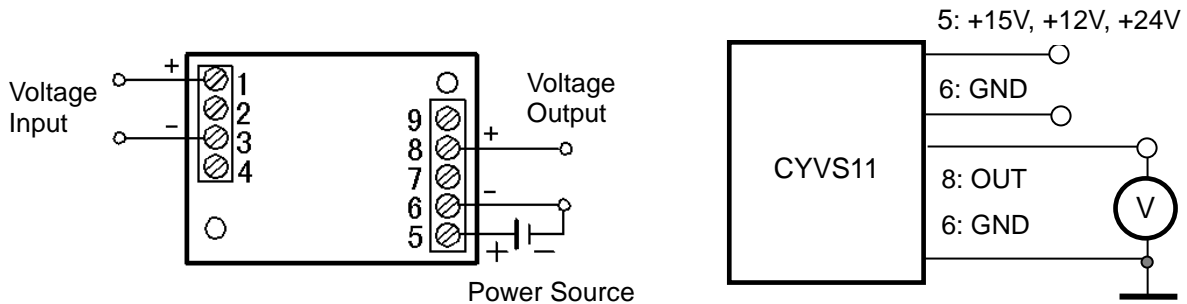 Voltage
Input
+
-
1
2
3
4
9
8
7
6
5
+
-
+
-
Voltage
Output
Power Source
CYVS11
5: +15V, +12V, +24V
6: GND
8: OUT
6: GND
V